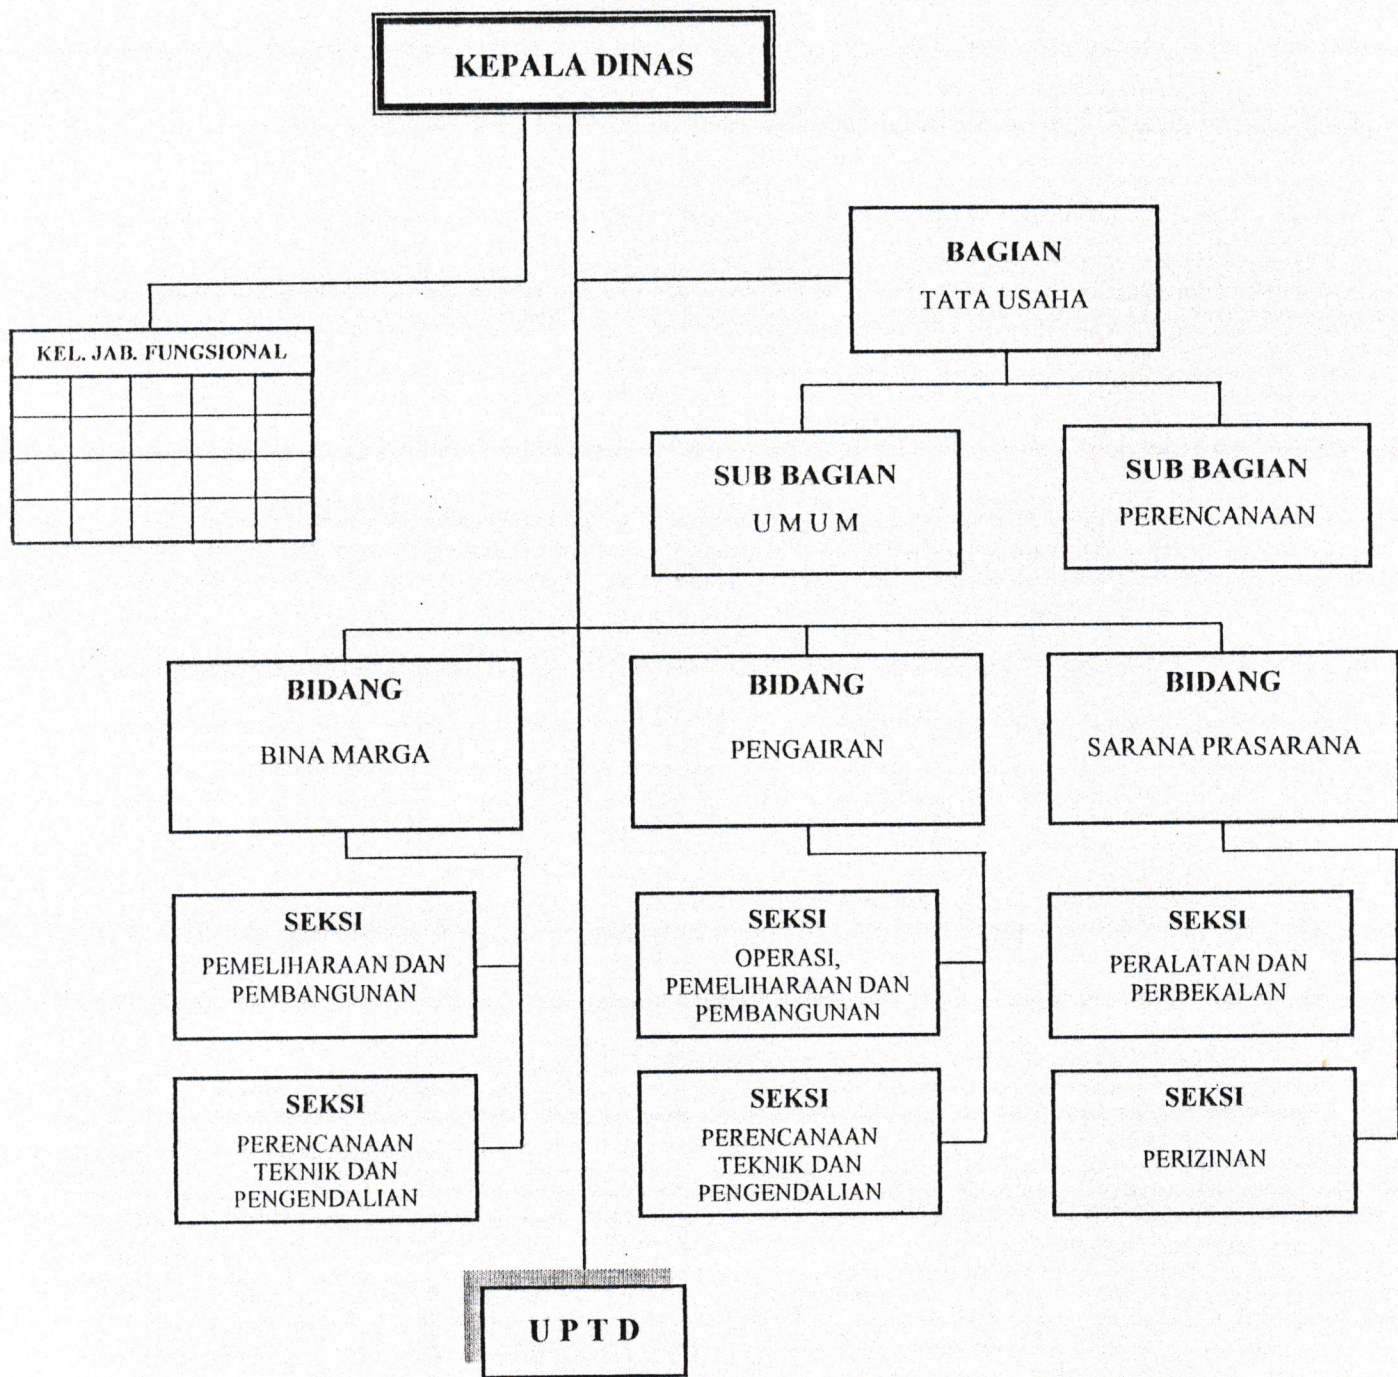 KEPALA DINAS
BAGIAN
TATA USAHA
KEL. JAB. FUNGSIONAL
SUB BAGIAN
U M U M
SUB BAGIAN
PERENCANAAN
BIDANG
BINA MARGA
BIDANG
PENGAIRAN
BIDANG
SARANA PRASARANA
SEKSI
PEMELIHARAAN DAN
PEMBANGUNAN
SEKSI
OPERASI,
PEMELIHARAAN DAN
PEMBANGUNAN
SEKSI
PERALATAN DAN
PERBEKALAN
SEKSI
PERENCANAAN
TEKNIK DAN
PENGENDALIAN
SEKSI
PERENCANAAN
TEKNIK DAN
PENGENDALIAN
SEKSI
PERIZINAN
U P T D